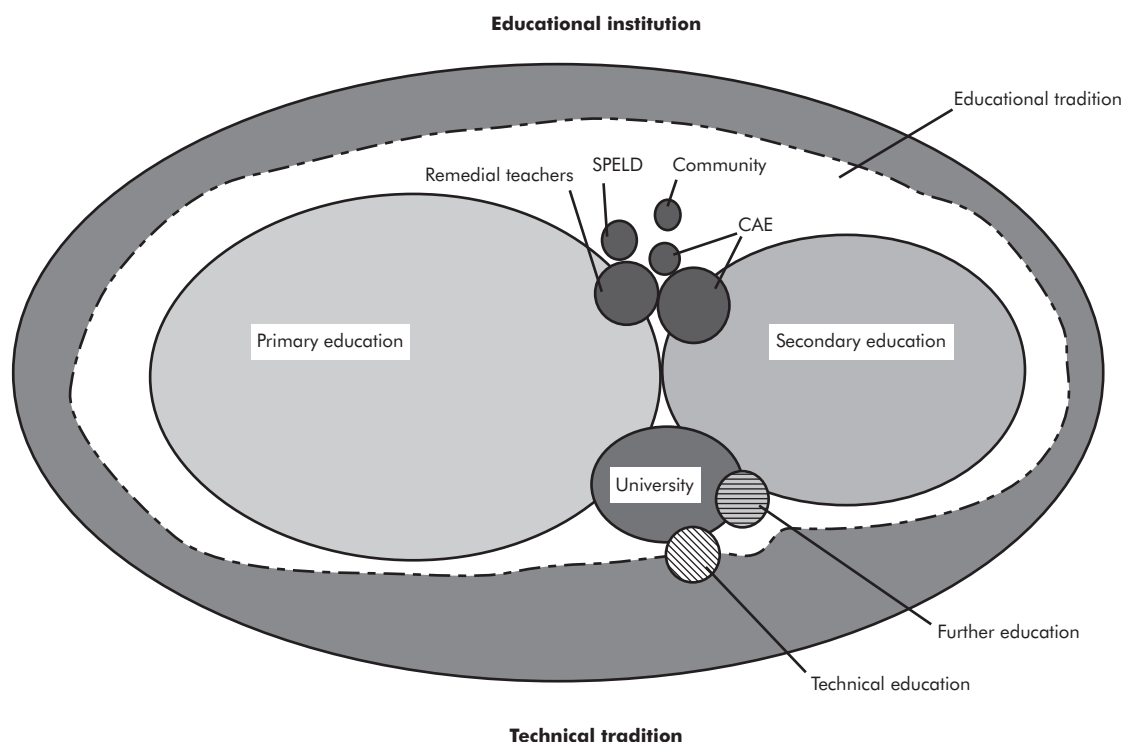 Educational institution
Educational tradition
SPELD
Community
Remedial teachers
CAE
Primary education
Secondary education
University
Further education
Technical education
Technical tradition